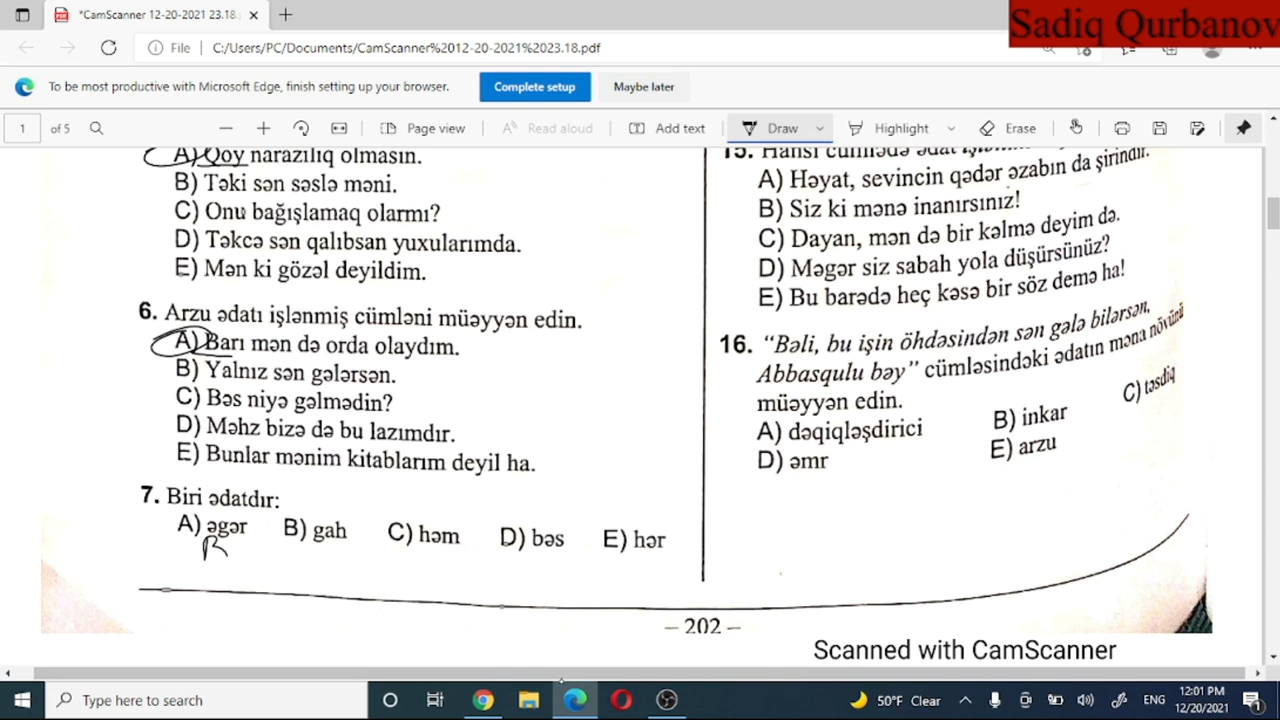 *CamScanner 12-20-2021 23.18.
Sadiq Qurbanov
File
C:/Users/PC/Documents/CamScanner%2012-20-2021%2023.18.pdf
To be most productive with Microsoft Edge, finish setting up your browser.
Complete setup
Maybe later
1 of 5
Page view
Read aloud
Add text
Draw
Highlight
Erase
A) Qoy narazılıq olmasın.
B) Təki sən səslə məni.
C) Onu bağışlamaq olarmı?
D) Təkcə sən qalıbsan yuxularımda.
E) Mən ki gözəl deyildim.
6. Arzu ədatı işlənmiş cümləni müəyyən edin.
A) Barı mən də orda olaydım.
B) Yalnız sən gələrsən.
C) Bəs niyə gəlmədin?
D) Məhz bizə də bu lazımdır.
E) Bunlar mənim kitablarım deyil ha.
7. Biri ədatdır:
A) əgər B) gah C) həm D) bəs E) hər
B
15. Hansı cümlədə ədat
A) Həyat, sevincin qədər əzabın da şirindir.
B) Siz ki mənə inanırsınız!
C) Dayan, mən də bir kəlmə deyim də.
D) Məgər siz sabah yola düşürsünüz?
E) Bu barədə heç kəsə bir söz demə ha!
16. "Bəli, bu işin öhdəsindən sən gələ bilərsən,
Abbasqulu bəy" cümləsindəki ədatın məna növünü
müəyyən edin.
A) dəqiqləşdirici B) inkar C) təsdiq
D) əmr E) arzu
– 202 –
Scanned with CamScanner
Type here to search
50°F Clear
ENG
12:01 PM
12/20/2021
1